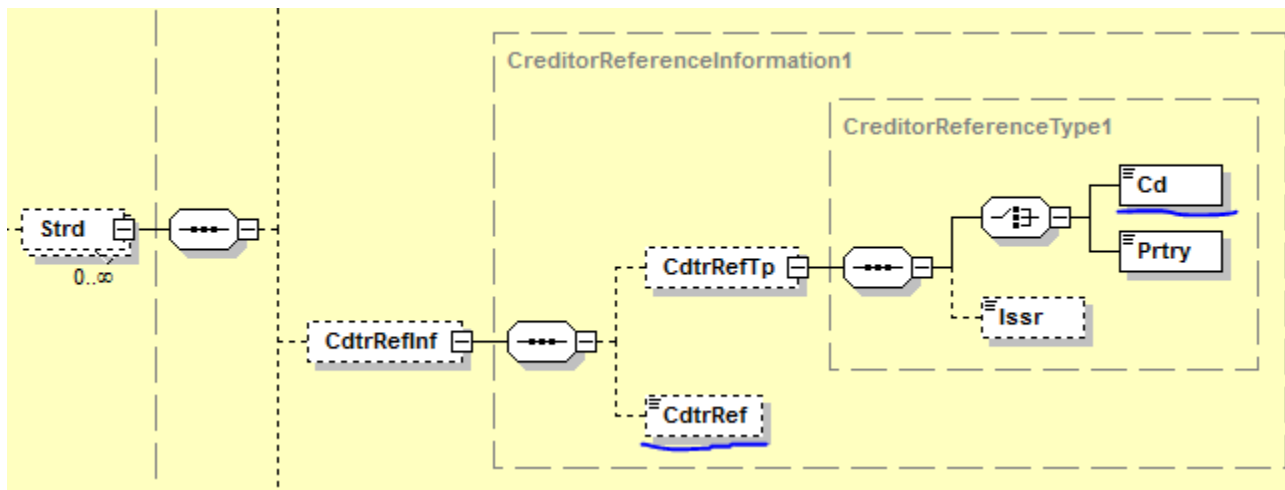 CreditorReferenceInformation1
CreditorReferenceType1
Cd
Strd
0..∞
CdtrRefTp
Prtry
Issr
CdtrRefInf
CdtrRef